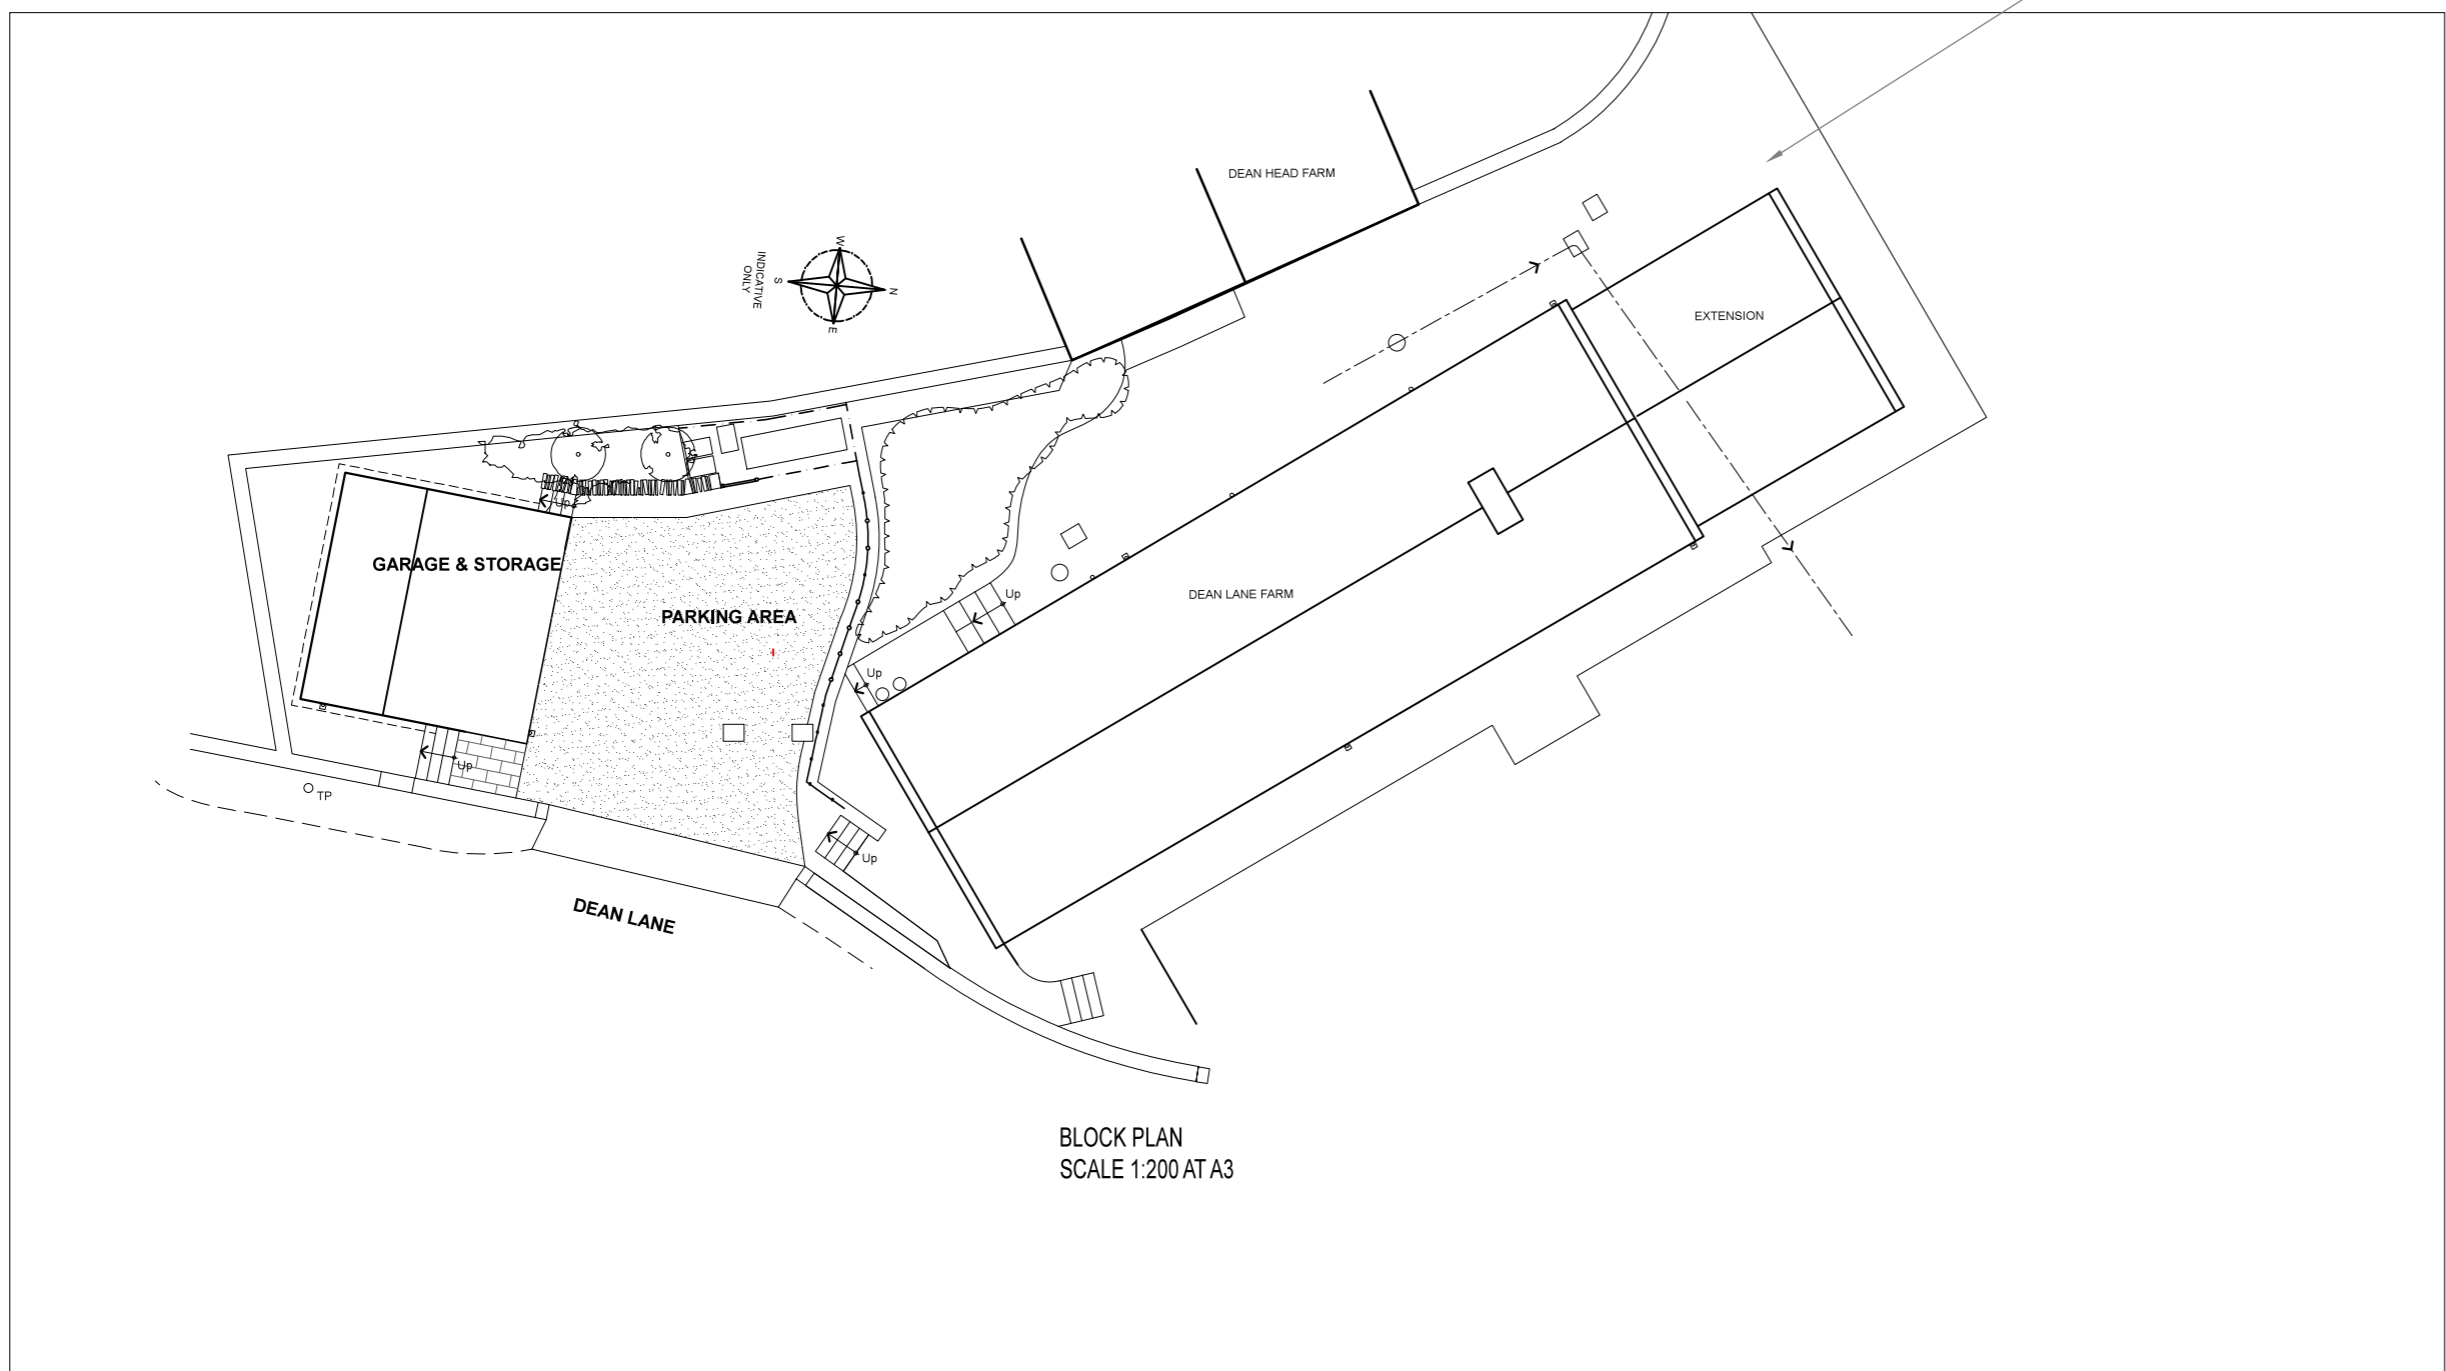 DEAN HEAD FARM
W
INDICATIVE
ONLY
S
N
E
EXTENSION
Up
GARAGE & STORAGE
PARKING AREA
DEAN LANE FARM
Up
Up
Up
TP
Up
DEAN LANE
BLOCK PLAN
SCALE 1:200 AT A3